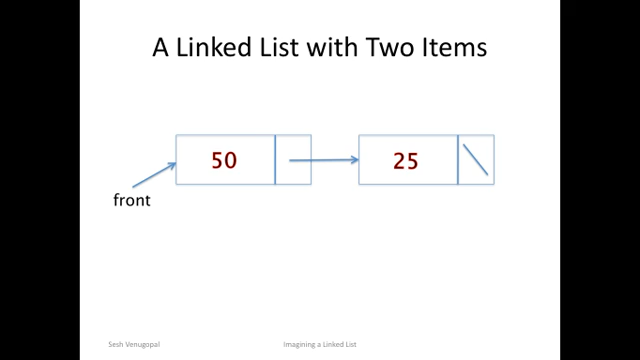 A Linked List with Two Items
50
25
front
Sesh Venugopal
Imagining a Linked List